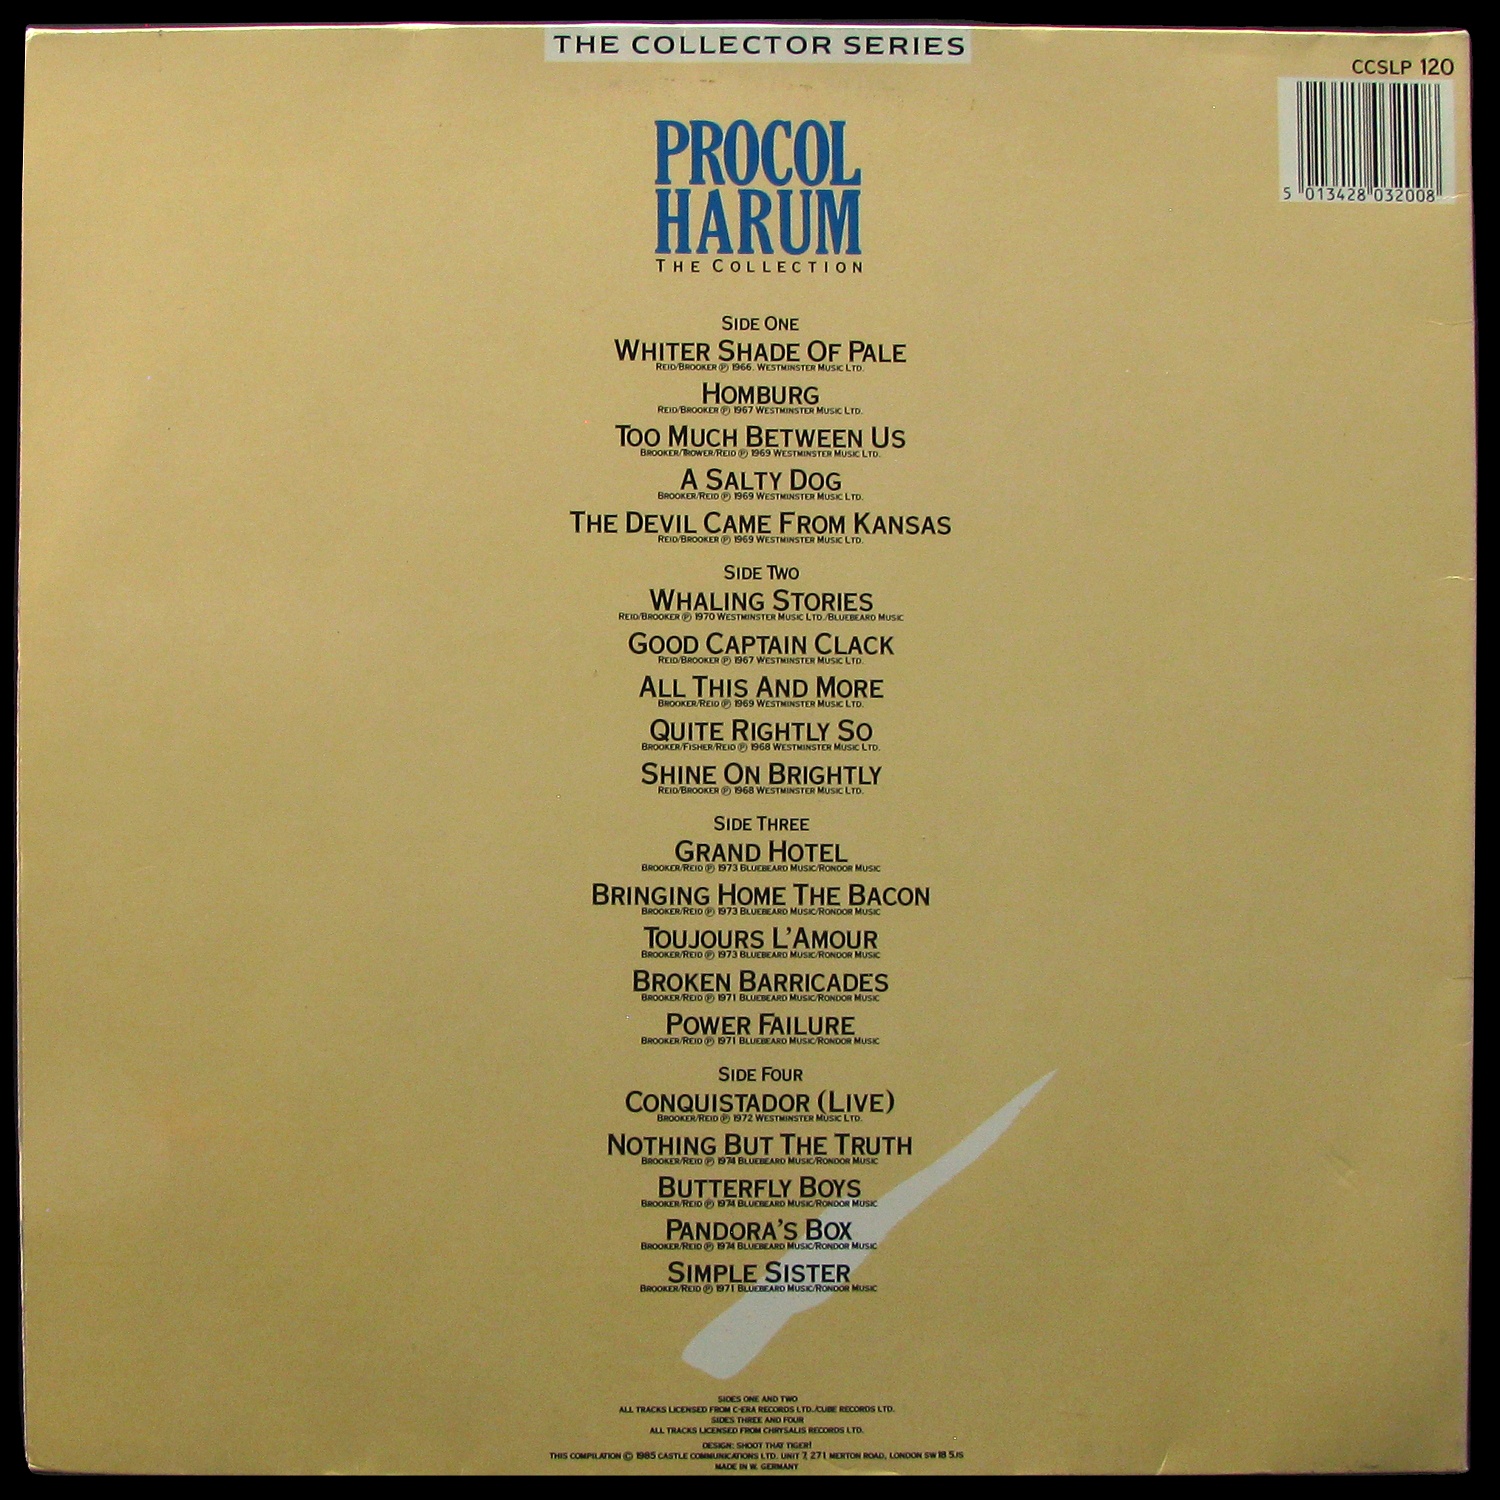 THE COLLECTOR SERIES
CCSLP 120
5 013428 032008
PROCOL
HARUM
THE COLLECTION
SIDE ONE
WHITER SHADE OF PALE
REID/BROOKER ℗ 1966. WESTMINSTER MUSIC LTD.
HOMBURG
REID/BROOKER ℗ 1967 WESTMINSTER MUSIC LTD.
TOO MUCH BETWEEN US
BROOKER/TROWER/REID ℗ 1969 WESTMINSTER MUSIC LTD.
A SALTY DOG
BROOKER/REID ℗ 1969 WESTMINSTER MUSIC LTD.
THE DEVIL CAME FROM KANSAS
REID/BROOKER ℗ 1969 WESTMINSTER MUSIC LTD.
SIDE TWO
WHALING STORIES
REID/BROOKER ℗ 1970 WESTMINSTER MUSIC LTD./BLUEBEARD MUSIC
GOOD CAPTAIN CLACK
REID/BROOKER ℗ 1967 WESTMINSTER MUSIC LTD.
ALL THIS AND MORE
BROOKER/REID ℗ 1969 WESTMINSTER MUSIC LTD.
QUITE RIGHTLY SO
BROOKER/FISHER/REID ℗ 1968 WESTMINSTER MUSIC LTD.
SHINE ON BRIGHTLY
REID/BROOKER ℗ 1968 WESTMINSTER MUSIC LTD.
SIDE THREE
GRAND HOTEL
BROOKER/REID ℗ 1973 BLUEBEARD MUSIC/RONDOR MUSIC
BRINGING HOME THE BACON
BROOKER/REID ℗ 1973 BLUEBEARD MUSIC/RONDOR MUSIC
TOUJOURS L'AMOUR
BROOKER/REID ℗ 1973 BLUEBEARD MUSIC/RONDOR MUSIC
BROKEN BARRICADES
BROOKER/REID ℗ 1971 BLUEBEARD MUSIC/RONDOR MUSIC
POWER FAILURE
BROOKER/REID ℗ 1971 BLUEBEARD MUSIC/RONDOR MUSIC
SIDE FOUR
CONQUISTADOR (LIVE)
BROOKER/REID ℗ 1972 WESTMINSTER MUSIC LTD.
NOTHING BUT THE TRUTH
BROOKER/REID ℗ 1974 BLUEBEARD MUSIC/RONDOR MUSIC
BUTTERFLY BOYS
BROOKER/REID ℗ 1974 BLUEBEARD MUSIC/RONDOR MUSIC
PANDORA'S BOX
BROOKER/REID ℗ 1974 BLUEBEARD MUSIC/RONDOR MUSIC
SIMPLE SISTER
BROOKER/REID ℗ 1971 BLUEBEARD MUSIC/RONDOR MUSIC
SIDES ONE AND TWO
ALL TRACKS LICENSED FROM C-ERA RECORDS LTD./CUBE RECORDS LTD.
SIDES THREE AND FOUR
ALL TRACKS LICENSED FROM CHRYSALIS RECORDS LTD.
DESIGN: SHOOT THAT TIGER!
THIS COMPILATION © 1985 CASTLE COMMUNICATIONS LTD. UNIT 7, 271 MERTON ROAD, LONDON SW18 5JS
MADE IN W. GERMANY